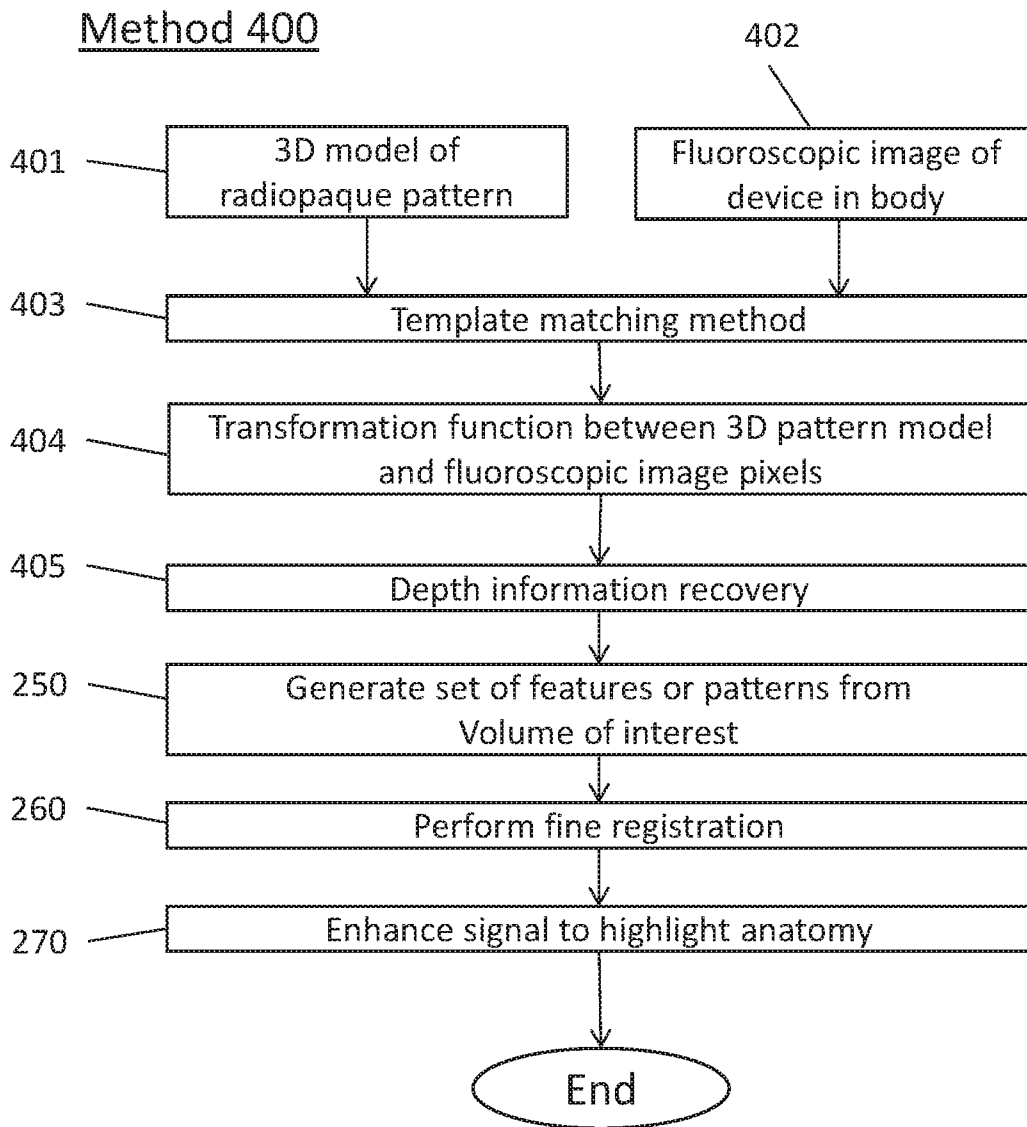 Method 400
402
401
3D model of
radiopaque pattern
Fluoroscopic image of
device in body
403
Template matching method
404
Transformation function between 3D pattern model
and fluoroscopic image pixels
405
Depth information recovery
250
Generate set of features or patterns from
Volume of interest
260
Perform fine registration
270
Enhance signal to highlight anatomy
End